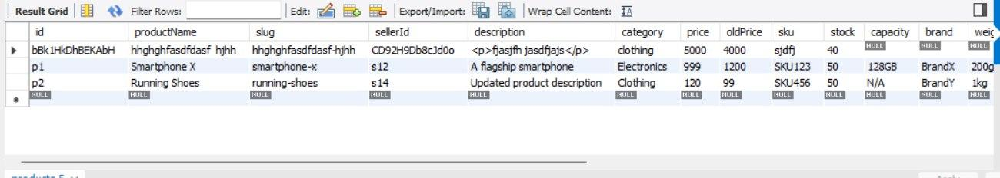 Result Grid Filter Rows: Edit: Export/Import: Wrap Cell Content:
id productName slug sellerId description category price oldPrice sku stock capacity brand weig
bBk1HkDhBEKAbH hhghghfasdfdasf hjhh hhghghfasdfdasf-hjhh CD92H9Db8cJd0o <p>fjasjfh jasdfjajs</p> clothing 5000 4000 sjdfj 40 NULL NULL NULL
p1 Smartphone X smartphone-x s12 A flagship smartphone Electronics 999 1200 SKU123 50 128GB BrandX 200g
p2 Running Shoes running-shoes s14 Updated product description Clothing 120 99 SKU456 50 N/A BrandY 1kg
NULL NULL NULL NULL NULL NULL NULL NULL NULL NULL NULL NULL NULL
products 5